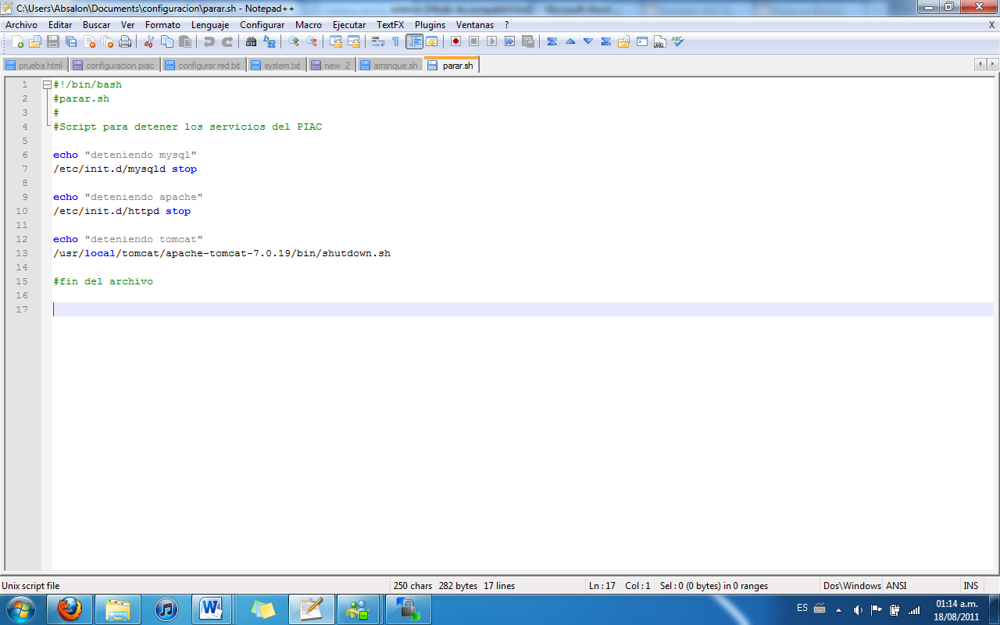 C:\Users\Absalon\Documents\configuracion\parar.sh - Notepad++
Archivo Editar Buscar Ver Formato Lenguaje Configurar Macro Ejecutar TextFX Plugins Ventanas ? X
prueba.html configuracion piac configurar red.txt system.txt new 2 arranque.sh parar.sh
1 #!/bin/bash
2 #parar.sh
3 #
4 #Script para detener los servicios del PIAC
5
6 echo "deteniendo mysql"
7 /etc/init.d/mysqld stop
8
9 echo "deteniendo apache"
10 /etc/init.d/httpd stop
11
12 echo "deteniendo tomcat"
13 /usr/local/tomcat/apache-tomcat-7.0.19/bin/shutdown.sh
14
15 #fin del archivo
16
17
Unix script file 250 chars 282 bytes 17 lines Ln : 17 Col : 1 Sel : 0 (0 bytes) in 0 ranges Dos\Windows ANSI INS
ES 01:14 a.m.
18/08/2011